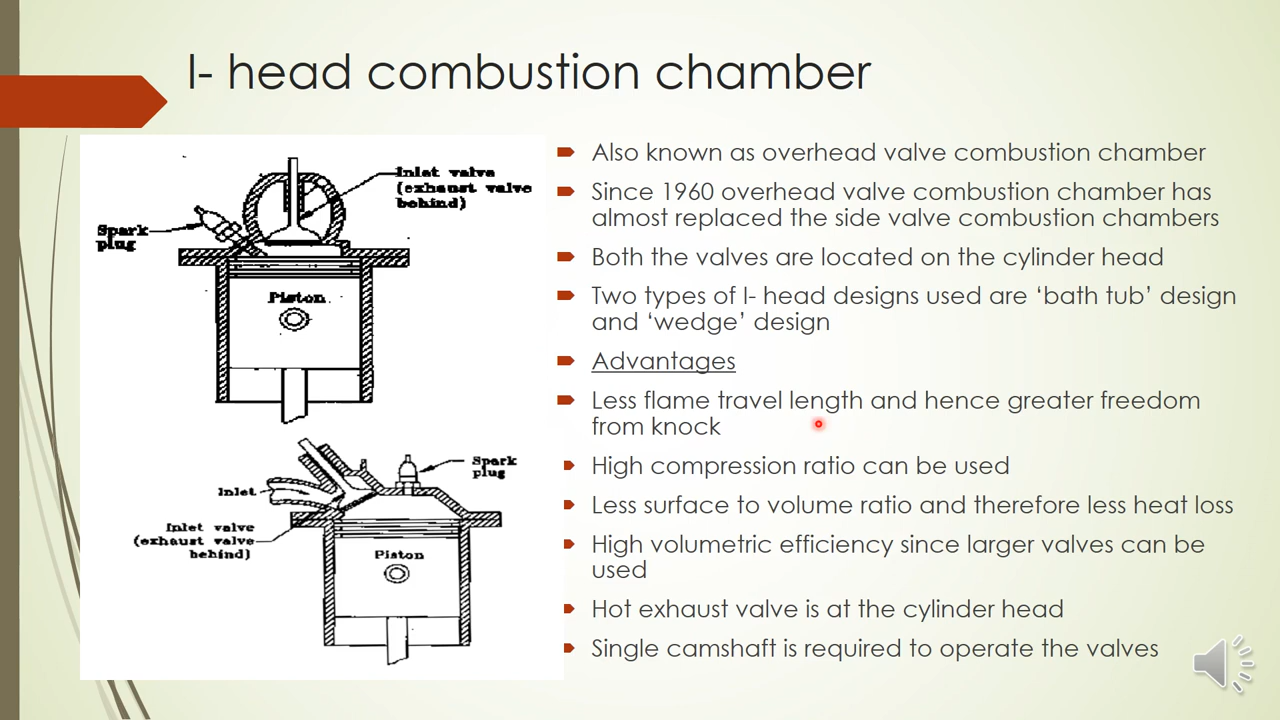 I- head combustion chamber
Inlet valve
(exhaust valve
behind)
Spark
plug
Piston
Spark
plug
Inlet
Inlet valve
(exhaust valve
behind)
Piston
Also known as overhead valve combustion chamber
Since 1960 overhead valve combustion chamber has
almost replaced the side valve combustion chambers
Both the valves are located on the cylinder head
Two types of I- head designs used are ‘bath tub’ design
and ‘wedge’ design
Advantages
Less flame travel length and hence greater freedom
from knock
High compression ratio can be used
Less surface to volume ratio and therefore less heat loss
High volumetric efficiency since larger valves can be
used
Hot exhaust valve is at the cylinder head
Single camshaft is required to operate the valves